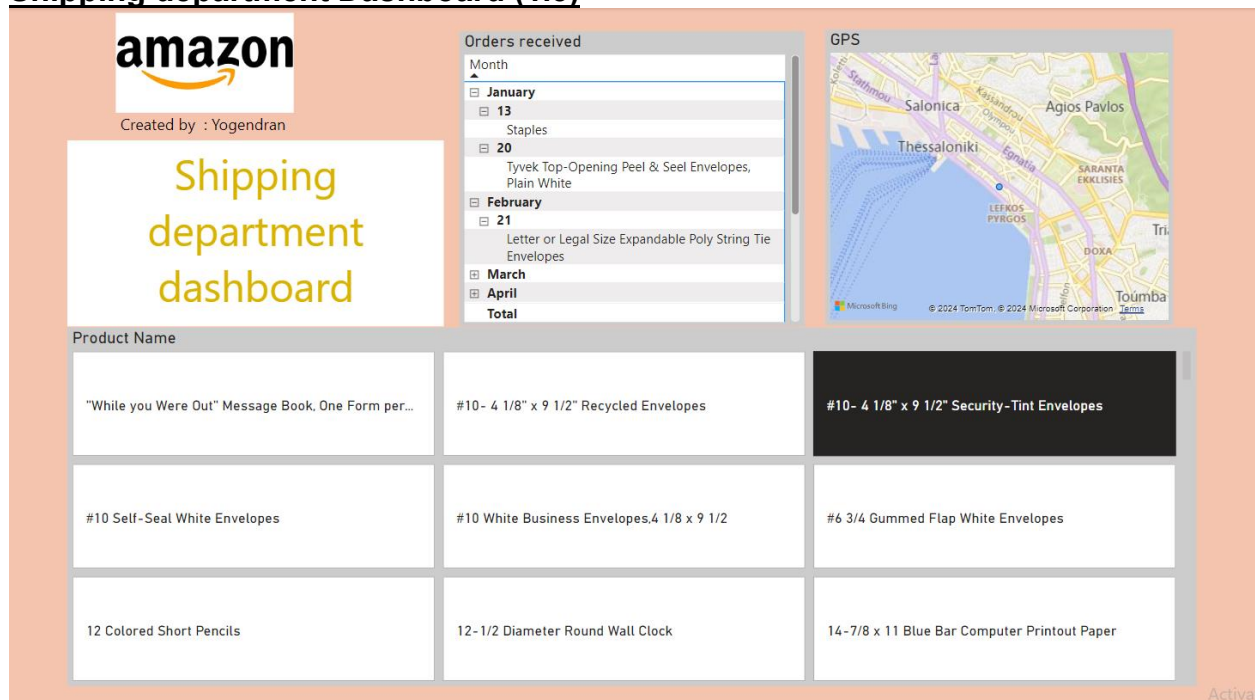 Shipping department Dashboard
amazon
Created by : Yogendran
Shipping
department
dashboard
Orders received
Month
January
13
Staples
20
Tyvek Top-Opening Peel & Seel Envelopes,
Plain White
February
21
Letter or Legal Size Expandable Poly String Tie
Envelopes
March
April
Total
GPS
Koletti
Stathmou
Kassandrou
Olympou
Salonica
Agios Pavlos
Thessaloniki
Egnatia
SARANTA
EKKLISIES
LEFKOS
PYRGOS
DOXA
Toumba
Microsoft Bing
© 2024 TomTom, © 2024 Microsoft Corporation Terms
Product Name
"While you Were Out" Message Book, One Form per...
#10- 4 1/8" x 9 1/2" Recycled Envelopes
#10- 4 1/8" x 9 1/2" Security-Tint Envelopes
#10 Self-Seal White Envelopes
#10 White Business Envelopes,4 1/8 x 9 1/2
#6 3/4 Gummed Flap White Envelopes
12 Colored Short Pencils
12-1/2 Diameter Round Wall Clock
14-7/8 x 11 Blue Bar Computer Printout Paper
Activa